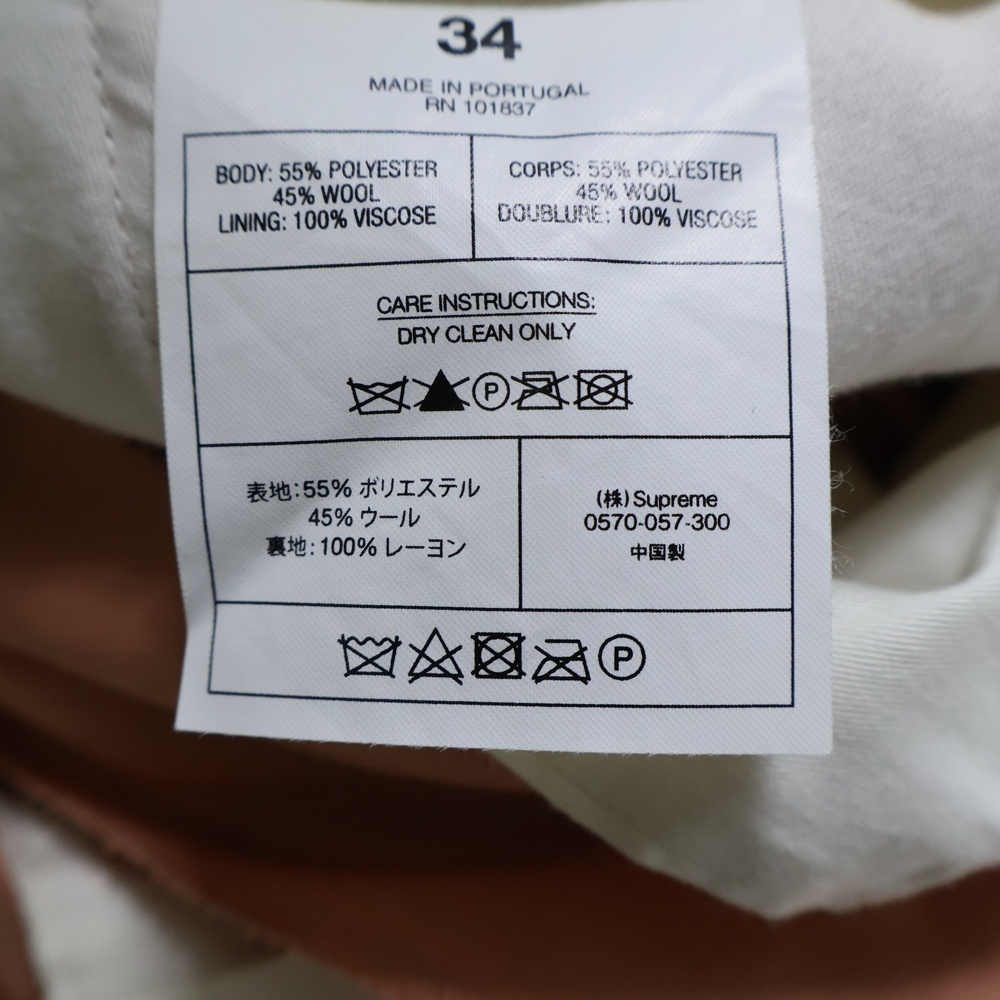 34
MADE IN PORTUGAL
RN 101837
BODY: 55% POLYESTER
45% WOOL
LINING: 100% VISCOSE
CORPS: 55% POLYESTER
45% WOOL
DOUBLURE: 100% VISCOSE
CARE INSTRUCTIONS:
DRY CLEAN ONLY
P
表地:55% ポリエステル
45% ウール
裏地:100% レーヨン
(株)Supreme
0570-057-300
中国製
P